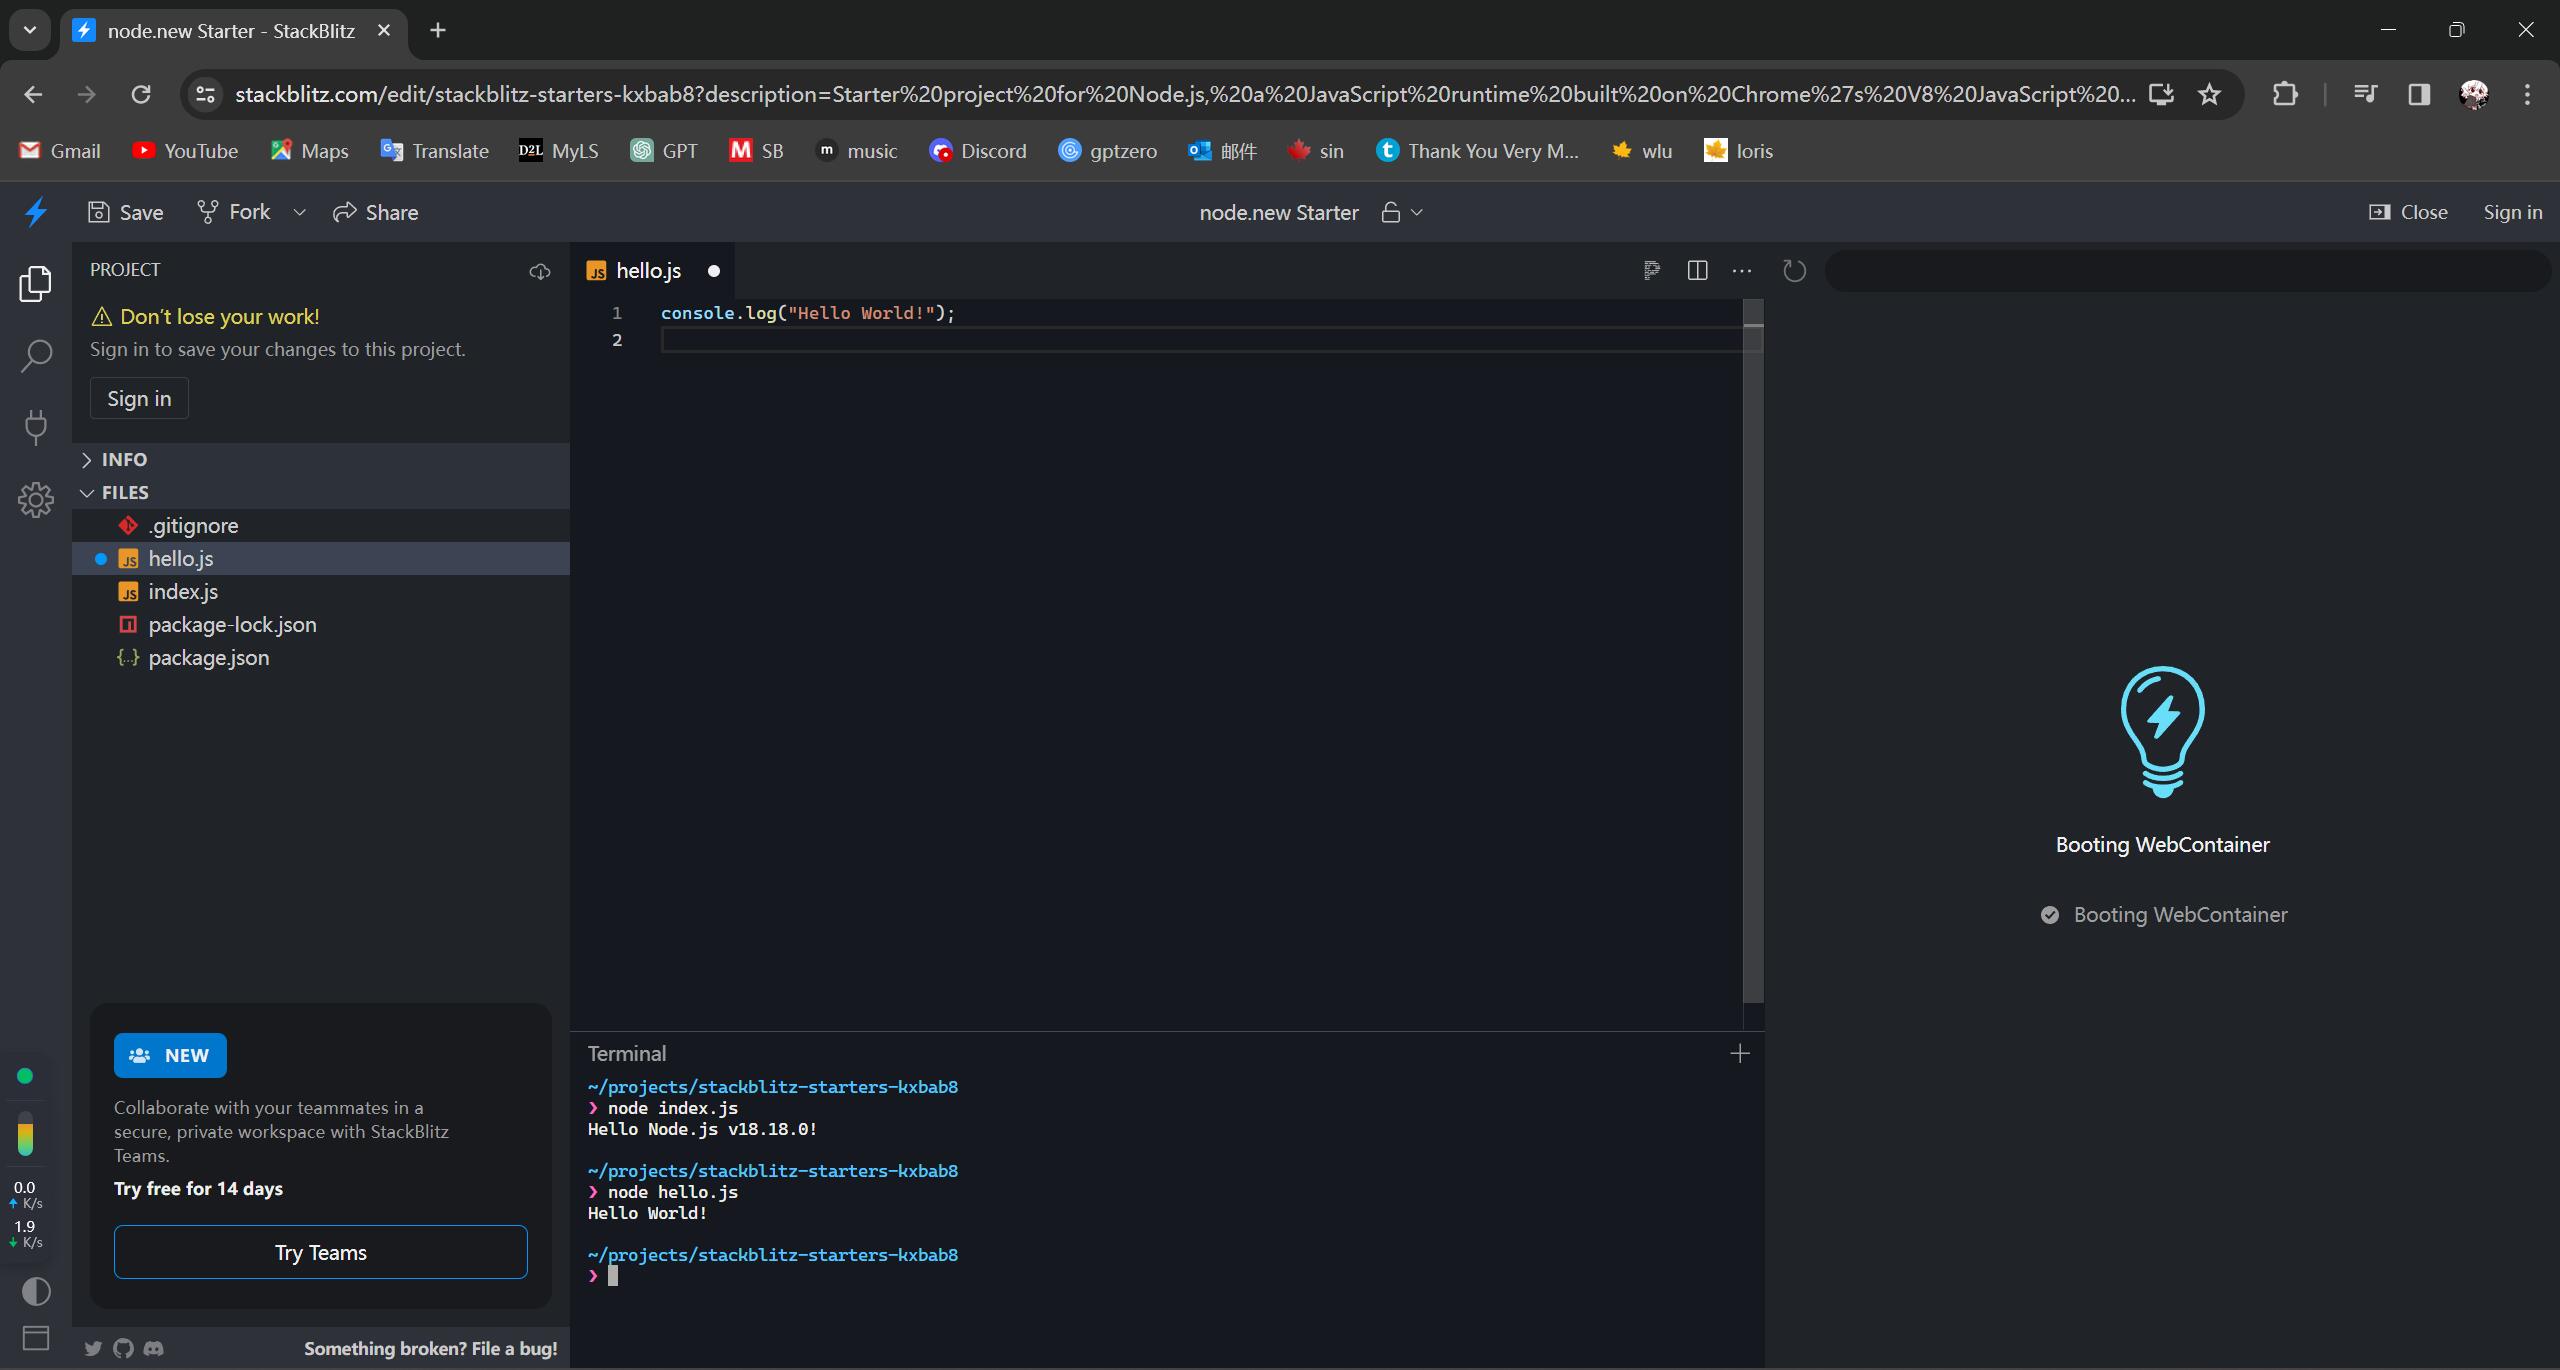 node.new Starter - StackBlitz
stackblitz.com/edit/stackblitz-starters-kxbab8?description=Starter%20project%20for%20Node.js,%20a%20JavaScript%20runtime%20built%20on%20Chrome%27s%20V8%20JavaScript%20...
Gmail YouTube Maps Translate D2L MyLS GPT M SB m music Discord gptzero 邮件 sin t Thank You Very M... wlu loris
Save Fork Share node.new Starter Close Sign in
PROJECT
Don't lose your work!
Sign in to save your changes to this project.
Sign in
INFO
FILES
.gitignore
JS hello.js
JS index.js
package-lock.json
{..} package.json
NEW
Collaborate with your teammates in a
secure, private workspace with StackBlitz
Teams.
Try free for 14 days
Try Teams
Something broken? File a bug!
0.0
K/s
1.9
K/s
JS hello.js
1 console.log("Hello World!");
2
Terminal
~/projects/stackblitz-starters-kxbab8
❯ node index.js
Hello Node.js v18.18.0!
~/projects/stackblitz-starters-kxbab8
❯ node hello.js
Hello World!
~/projects/stackblitz-starters-kxbab8
❯
Booting WebContainer
Booting WebContainer